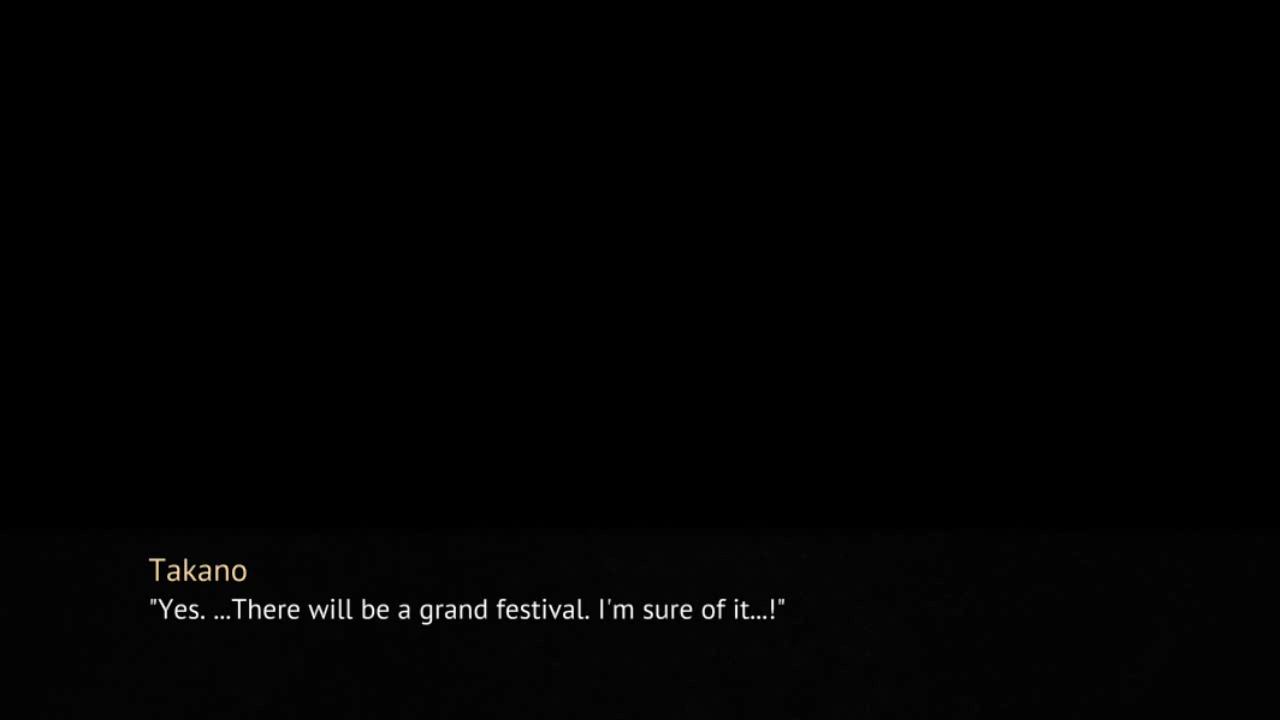 Takano
"Yes. ...There will be a grand festival. I'm sure of it...!"